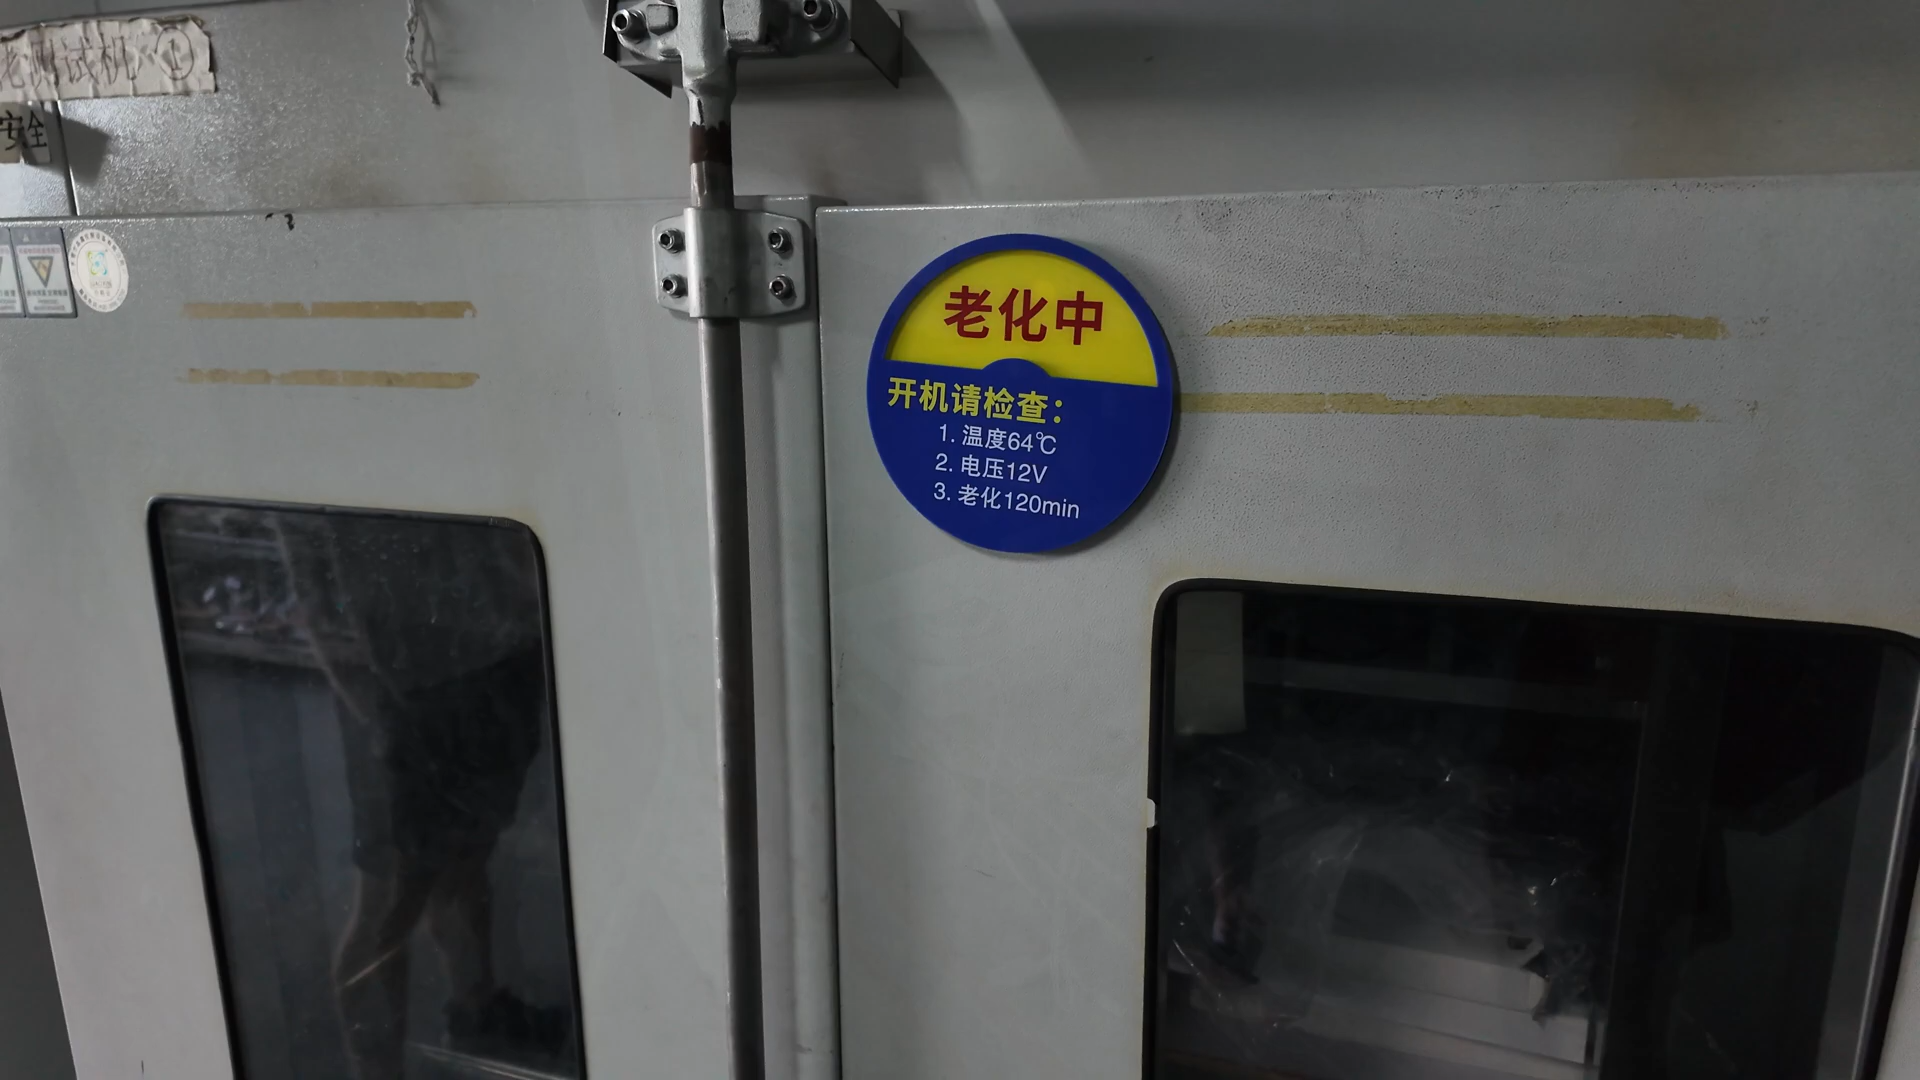 老测试机①
安全
老化中
开机请检查：
1. 温度64℃
2. 电压12V
3. 老化120min